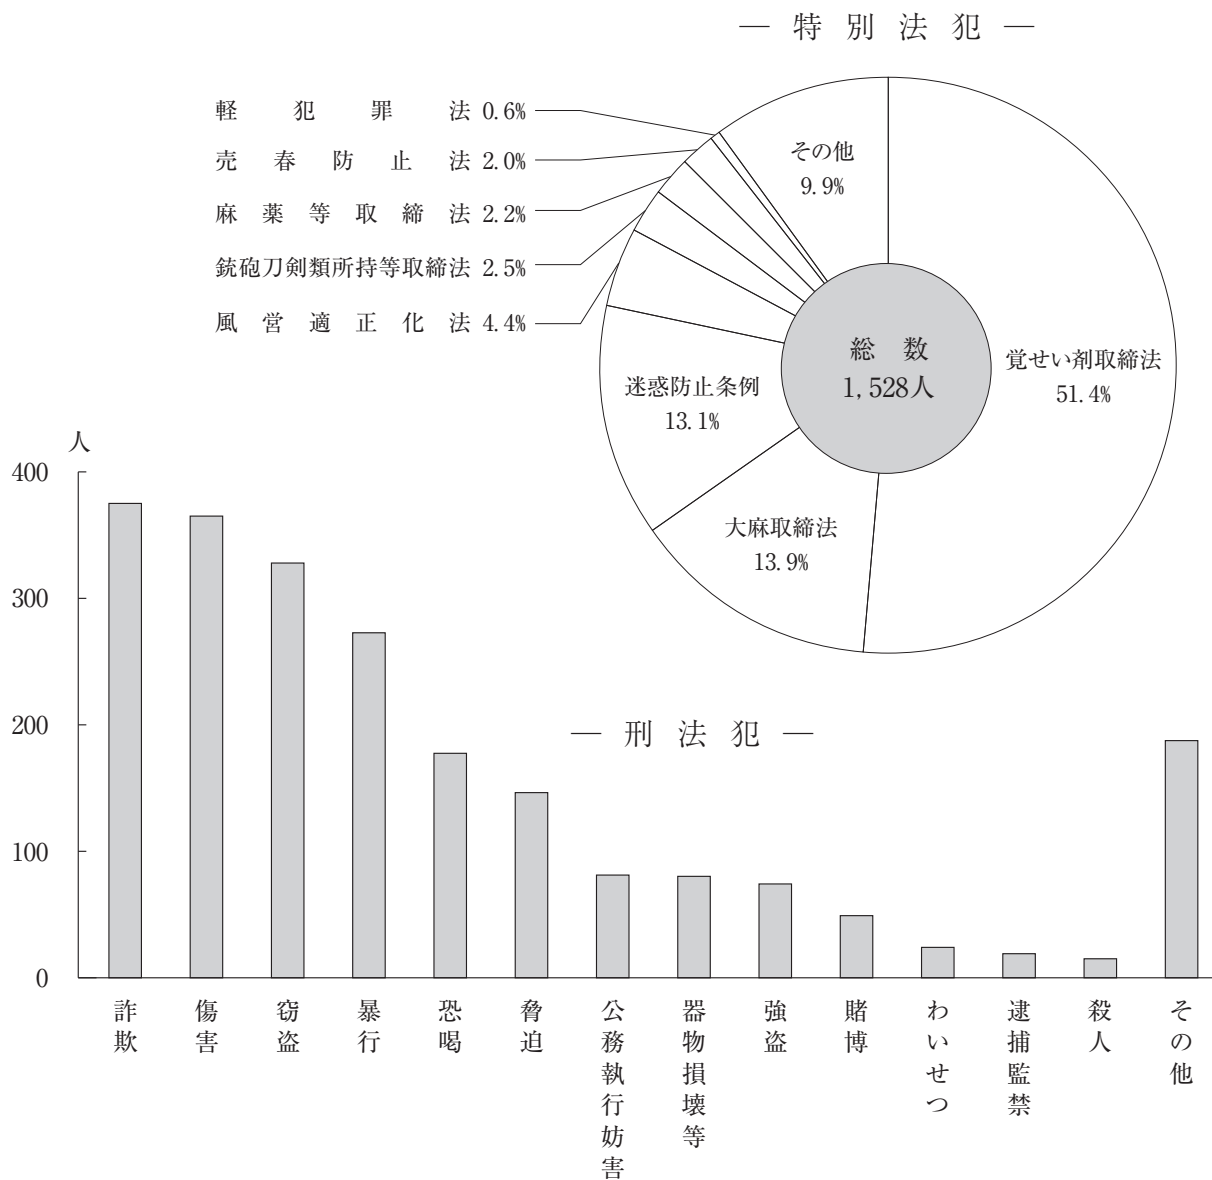 — 特別法犯 —
軽犯罪法 0.6%
売春防止法 2.0%
麻薬等取締法 2.2%
銃砲刀剣類所持等取締法 2.5%
風営適正化法 4.4%
その他
9.9%
総数
1,528人
覚せい剤取締法
51.4%
迷惑防止条例
13.1%
大麻取締法
13.9%
人
400
300
200
100
0
— 刑法犯 —
詐欺
傷害
窃盗
暴行
恐喝
脅迫
公務執行妨害
器物損壊等
強盗
賭博
わいせつ
逮捕監禁
殺人
その他